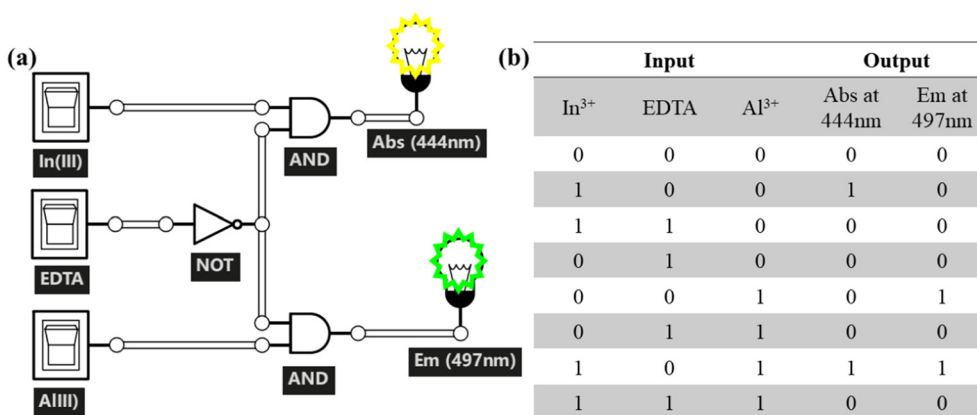 (a)
In(III)
EDTA
AlIII)
NOT
AND
AND
Abs (444nm)
Em (497nm)
(b)
Input Output
In³⁺ EDTA Al³⁺ Abs at 444nm Em at 497nm
0 0 0 0 0
1 0 0 1 0
1 1 0 0 0
0 1 0 0 0
0 0 1 0 1
0 1 1 0 0
1 0 1 1 1
1 1 1 0 0